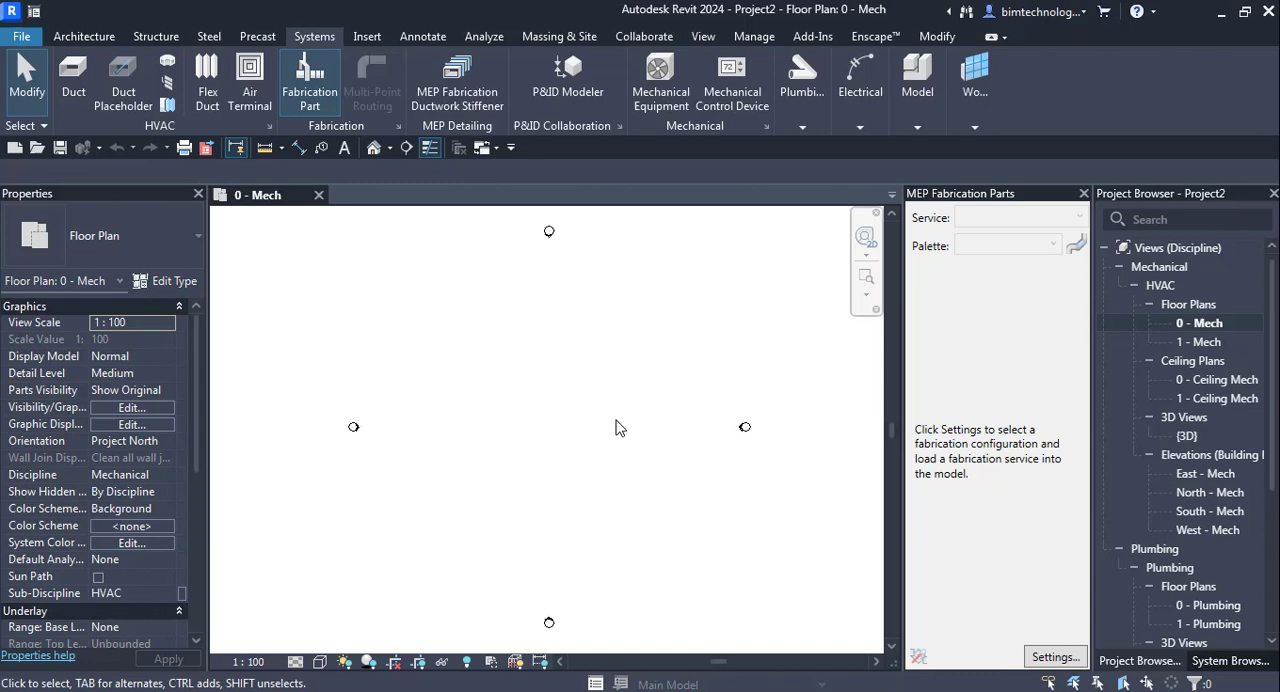 R
Autodesk Revit 2024 - Project2 - Floor Plan: 0 - Mech
bimtechnolog...
?
File Architecture Structure Steel Precast Systems Insert Annotate Analyze Massing & Site Collaborate View Manage Add-Ins Enscape™ Modify
Modify
Duct
Duct Placeholder
Flex Duct
Air Terminal
Fabrication Part
Multi-Point Routing
MEP Fabrication Ductwork Stiffener
P&ID Modeler
Mechanical Equipment
Mechanical Control Device
Plumbi...
Electrical
Model
Wo...
Select HVAC Fabrication MEP Detailing P&ID Collaboration Mechanical
A
Properties
Floor Plan
Floor Plan: 0 - Mech Edit Type
Graphics
View Scale 1 : 100
Scale Value 1: 100
Display Model Normal
Detail Level Medium
Parts Visibility Show Original
Visibility/Grap... Edit...
Graphic Displ... Edit...
Orientation Project North
Wall Join Disp... Clean all wall j...
Discipline Mechanical
Show Hidden ... By Discipline
Color Scheme... Background
Color Scheme <none>
System Color ... Edit...
Default Analy... None
Sun Path
Sub-Discipline HVAC
Underlay
Range: Base L... None
Range: Top Le... Unbounded
Properties help Apply
0 - Mech
2D
1 : 100
MEP Fabrication Parts
Service:
Palette:
Click Settings to select a
fabrication configuration and
load a fabrication service into
the model.
Settings...
Project Browser - Project2
Search
Views (Discipline)
Mechanical
HVAC
Floor Plans
0 - Mech
1 - Mech
Ceiling Plans
0 - Ceiling Mech
1 - Ceiling Mech
3D Views
{3D}
Elevations (Building E
East - Mech
North - Mech
South - Mech
West - Mech
Plumbing
Plumbing
Floor Plans
0 - Plumbing
1 - Plumbing
3D Views
Project Browse... System Brows...
Click to select, TAB for alternates, CTRL adds, SHIFT unselects.
Main Model
:0